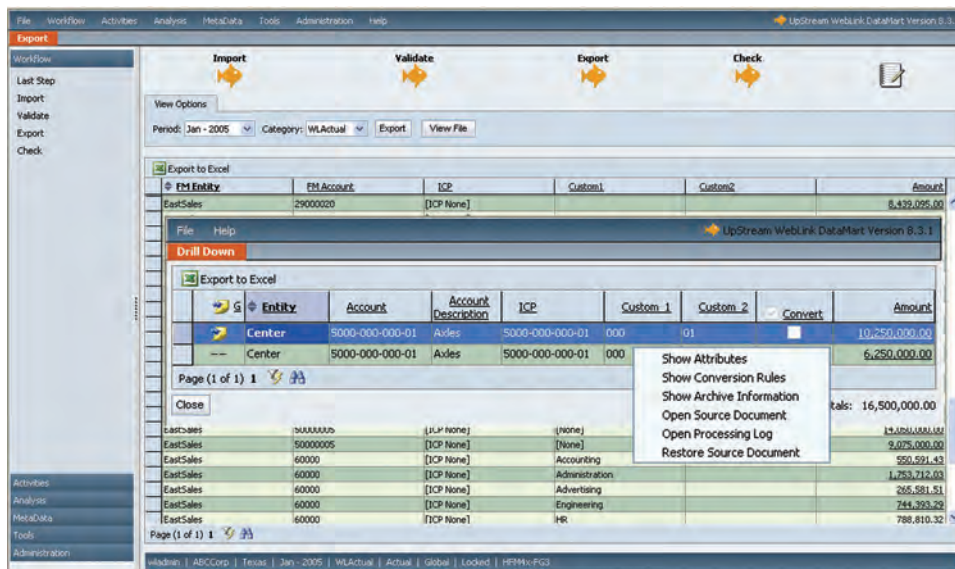 File Workflow Activities Analysis MetaData Tools Administration Help UpStream WebLink DataMart Version 8.3.
Export
Workflow
Last Step
Import
Validate
Export
Check
Import Validate Export Check
View Options
Period: Jan - 2005 Category: WLActual Export View File
Export to Excel
FM Entity FM Account ICP Custom1 Custom2 Amount
EastSales 29000020 [ICP None] 8,439,095.00
File Help UpStream WebLink DataMart Version 8.3.1
Drill Down
Export to Excel
G Entity Account Account Description ICP Custom 1 Custom 2 Convert Amount
Center 5000-000-000-01 Axles 5000-000-000-01 000 01 10,250,000.00
-- Center 5000-000-000-01 Axles 5000-000-000-01 000 6,250,000.00
Page (1 of 1) 1
Close
tals: 16,500,000.00
Show Attributes
Show Conversion Rules
Show Archive Information
Open Source Document
Open Processing Log
Restore Source Document
EastSales 50000005 [ICP None] [None] 14,050,000.00
EastSales 50000005 [ICP None] [None] 9,075,000.00
EastSales 60000 [ICP None] Accounting 550,591.43
EastSales 60000 [ICP None] Administration 1,753,712.03
EastSales 60000 [ICP None] Advertising 265,581.51
EastSales 60000 [ICP None] Engineering 744,393.29
EastSales 60000 [ICP None] HR 788,810.32
Page (1 of 1) 1
Activities
Analysis
MetaData
Tools
Administration
wladmin | ABCCorp | Texas | Jan - 2005 | WLActual | Actual | Global | Locked | HFM4x-FG3